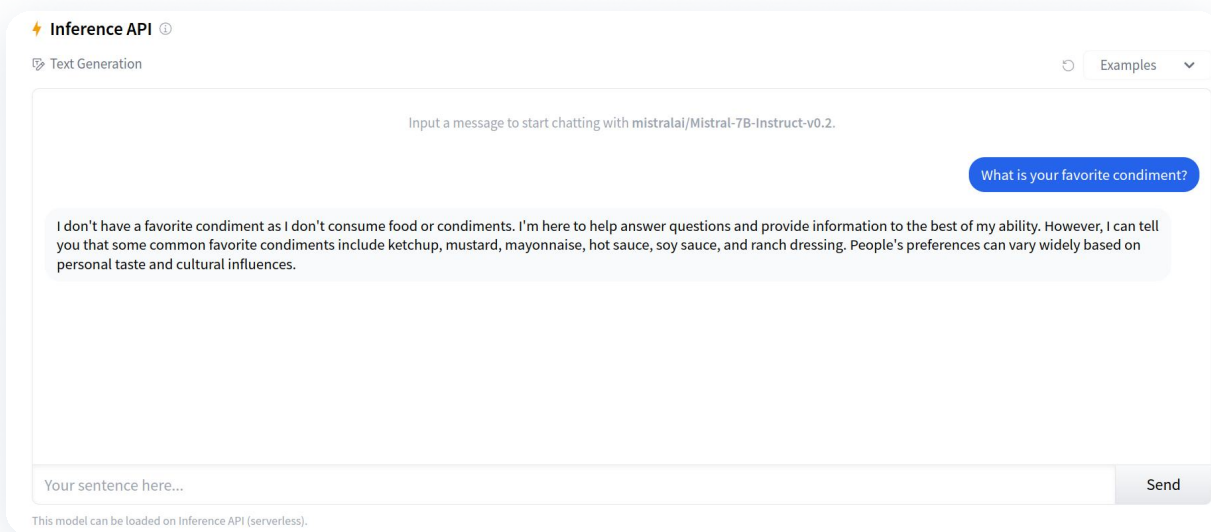 Inference API
Text Generation
Examples
Input a message to start chatting with mistralai/Mistral-7B-Instruct-v0.2.
What is your favorite condiment?
I don't have a favorite condiment as I don't consume food or condiments. I'm here to help answer questions and provide information to the best of my ability. However, I can tell
you that some common favorite condiments include ketchup, mustard, mayonnaise, hot sauce, soy sauce, and ranch dressing. People's preferences can vary widely based on
personal taste and cultural influences.
Your sentence here...
Send
This model can be loaded on Inference API (serverless).